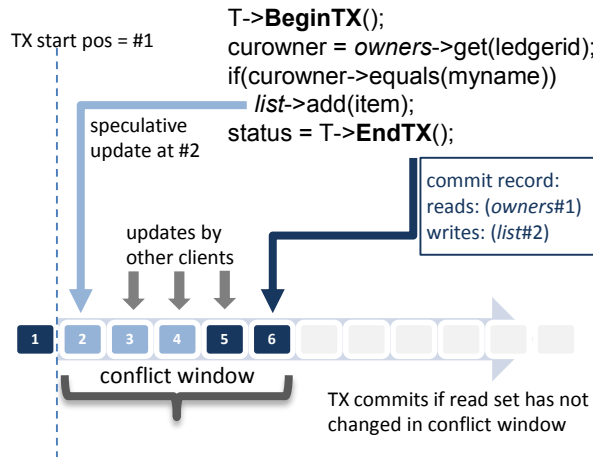 TX start pos = #1
T->BeginTX();
curowner = owners->get(ledgerid);
if(curowner->equals(myname))
list->add(item);
status = T->EndTX();
speculative
update at #2
commit record:
reads: (owners#1)
writes: (list#2)
updates by
other clients
1 2 3 4 5 6
conflict window
TX commits if read set has not
changed in conflict window